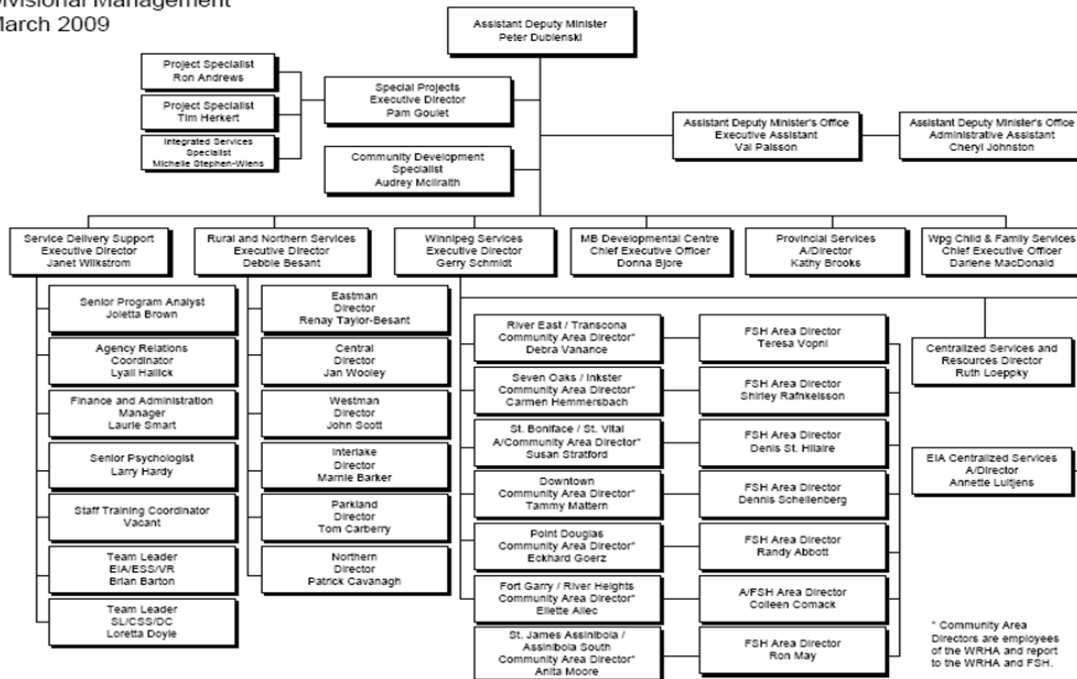 Divisional Management
March 2009
Assistant Deputy Minister
Peter Dubienski
Project Specialist
Ron Andrews
Project Specialist
Tim Herkert
Integrated Services
Specialist
Michelle Stephen-Wiens
Special Projects
Executive Director
Pam Goulet
Community Development
Specialist
Audrey McIlraith
Assistant Deputy Minister's Office
Executive Assistant
Val Palsson
Assistant Deputy Minister's Office
Administrative Assistant
Cheryl Johnston
Service Delivery Support
Executive Director
Janet Wikstrom
Rural and Northern Services
Executive Director
Debbie Besant
Winnipeg Services
Executive Director
Gerry Schmidt
MB Developmental Centre
Chief Executive Officer
Donna Bjore
Provincial Services
A/Director
Kathy Brooks
Wpg Child & Family Services
Chief Executive Officer
Darlene MacDonald
Senior Program Analyst
Joletta Brown
Agency Relations
Coordinator
Lyall Hallick
Finance and Administration
Manager
Laurie Smart
Senior Psychologist
Larry Hardy
Staff Training Coordinator
Vacant
Team Leader
EIA/ESS/VR
Brian Barton
Team Leader
SL/CSS/DC
Loretta Doyle
Eastman
Director
Renay Taylor-Besant
Central
Director
Jan Wooley
Westman
Director
John Scott
Interlake
Director
Marnie Barker
Parkland
Director
Tom Carberry
Northern
Director
Patrick Cavanagh
River East / Transcona
Community Area Director*
Debra Vanance
Seven Oaks / Inkster
Community Area Director*
Carmen Hemmersbach
St. Boniface / St. Vital
A/Community Area Director*
Susan Stratford
Downtown
Community Area Director*
Tammy Mattern
Point Douglas
Community Area Director*
Eckhard Goerz
Fort Garry / River Heights
Community Area Director*
Ellette Allec
St. James Assiniboia /
Assiniboia South
Community Area Director*
Anita Moore
FSH Area Director
Teresa Vopni
FSH Area Director
Shirley Rafnkelsson
FSH Area Director
Denis St. Hilaire
FSH Area Director
Dennis Schellenberg
FSH Area Director
Randy Abbott
A/FSH Area Director
Colleen Comack
FSH Area Director
Ron May
Centralized Services and
Resources Director
Ruth Loeppky
EIA Centralized Services
A/Director
Annette Lultjens
* Community Area
Directors are employees
of the WRHA and report
to the WRHA and FSH.